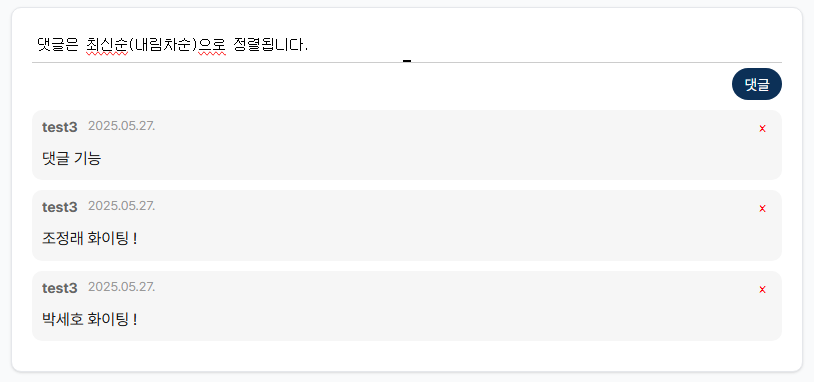 댓글은 최신순(내림차순)으로 정렬됩니다.
댓글
test3 2025.05.27. x
댓글 기능
test3 2025.05.27. x
조정래 화이팅 !
test3 2025.05.27. x
박세호 화이팅 !